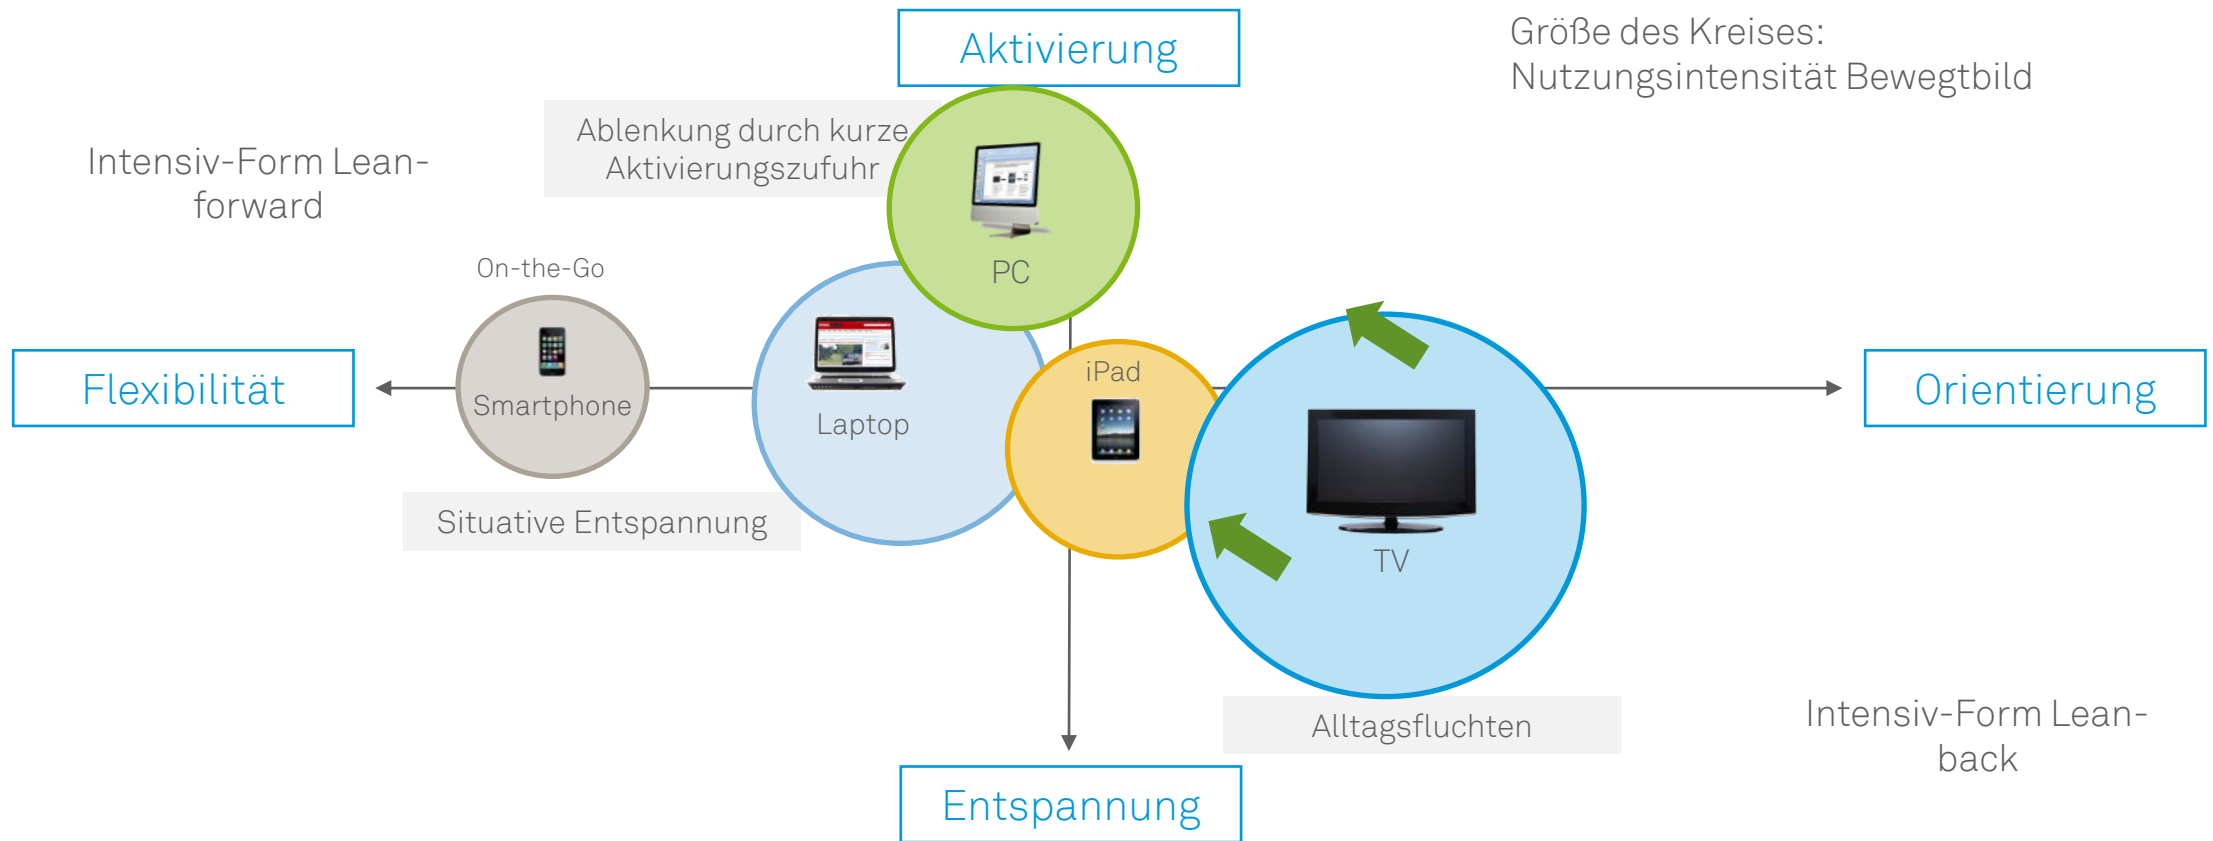 Aktivierung
Größe des Kreises:
Nutzungsintensität Bewegtbild
Ablenkung durch kurze
Aktivierungszufuhr
Intensiv-Form Lean-
forward
PC
On-the-Go
Smartphone
Laptop
iPad
TV
Flexibilität
Orientierung
Situative Entspannung
Alltagsfluchten
Intensiv-Form Lean-
back
Entspannung